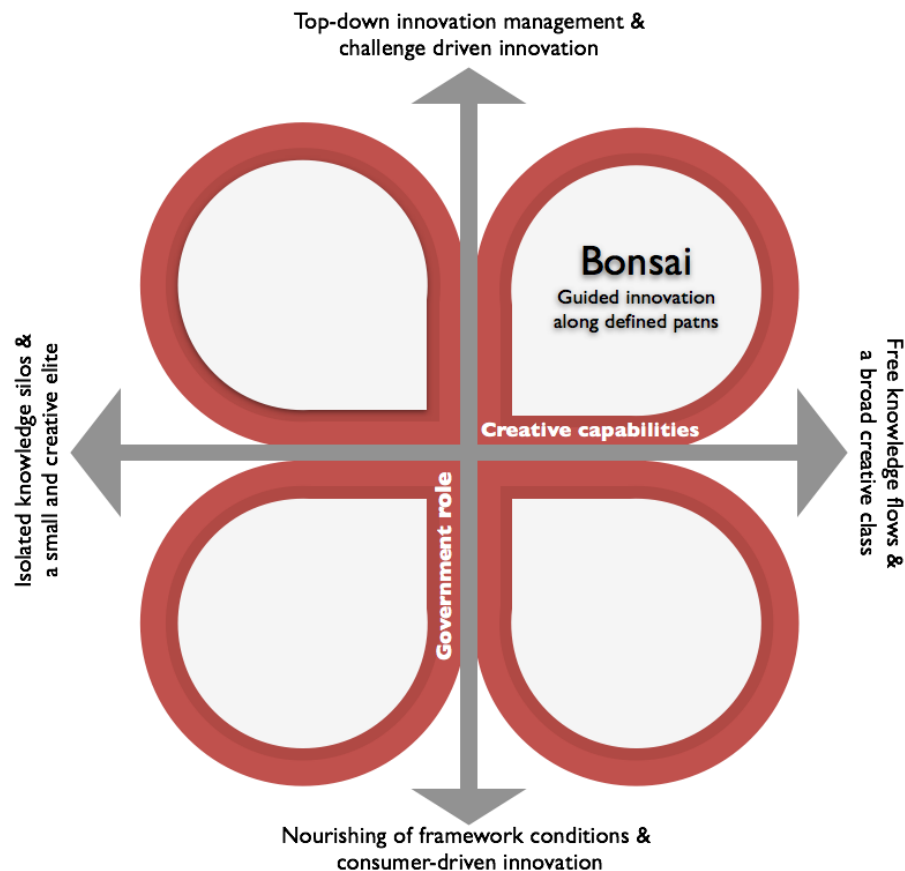 Top-down innovation management &
challenge driven innovation
Bonsai
Guided innovation
along defined patns
Isolated knowledge silos &
a small and creative elite
Free knowledge flows &
a broad creative class
Creative capabilities
Government role
Nourishing of framework conditions &
consumer-driven innovation